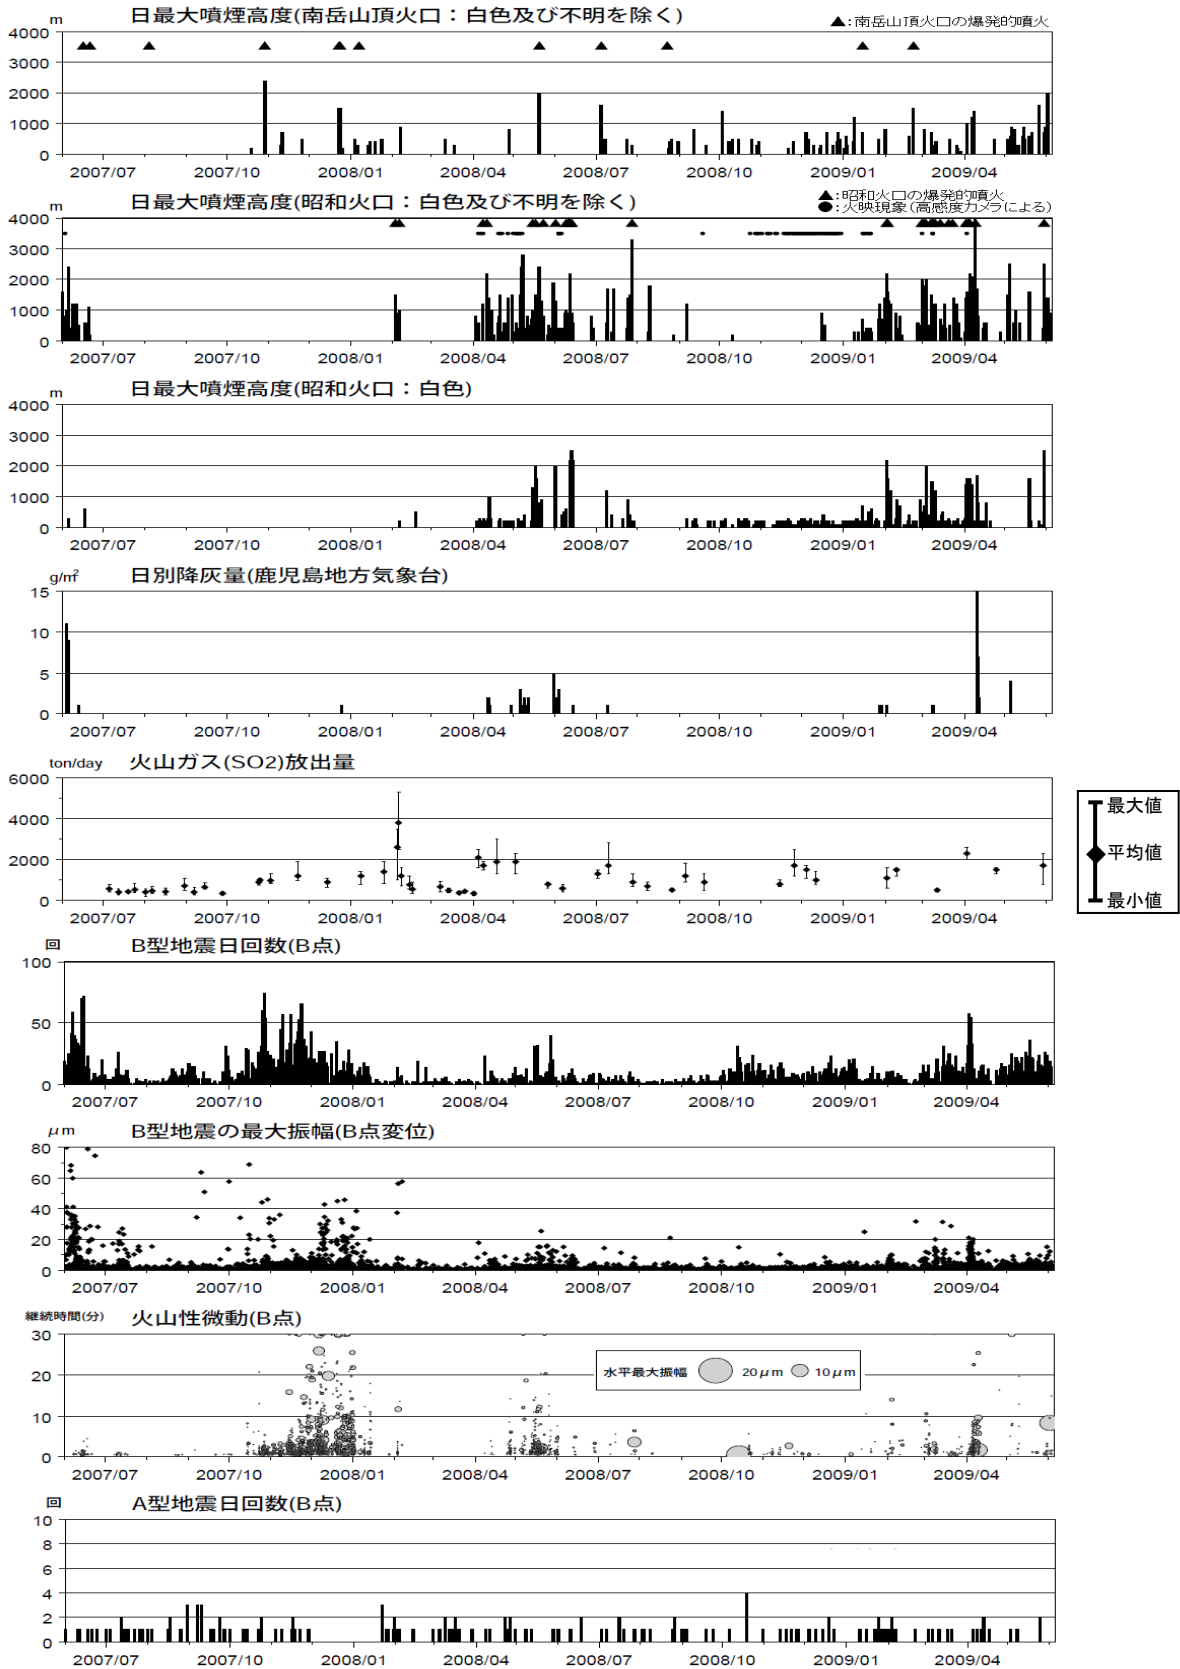 日最大噴煙高度(南岳山頂火口：白色及び不明を除く)
m
▲:南岳山頂火口の爆発的噴火
4000
3000
2000
1000
0
2007/07 2007/10 2008/01 2008/04 2008/07 2008/10 2009/01 2009/04
日最大噴煙高度(昭和火口：白色及び不明を除く)
m
▲:昭和火口の爆発的噴火
●:火映現象(高感度カメラによる)
4000
3000
2000
1000
0
2007/07 2007/10 2008/01 2008/04 2008/07 2008/10 2009/01 2009/04
日最大噴煙高度(昭和火口：白色)
m
4000
3000
2000
1000
0
2007/07 2007/10 2008/01 2008/04 2008/07 2008/10 2009/01 2009/04
日別降灰量(鹿児島地方気象台)
g/㎡
15
10
5
0
2007/07 2007/10 2008/01 2008/04 2008/07 2008/10 2009/01 2009/04
火山ガス(SO2)放出量
ton/day
6000
4000
2000
0
2007/07 2007/10 2008/01 2008/04 2008/07 2008/10 2009/01 2009/04
最大値
平均値
最小値
B型地震日回数(B点)
回
100
50
0
2007/07 2007/10 2008/01 2008/04 2008/07 2008/10 2009/01 2009/04
B型地震の最大振幅(B点変位)
μm
80
60
40
20
0
2007/07 2007/10 2008/01 2008/04 2008/07 2008/10 2009/01 2009/04
火山性微動(B点)
継続時間(分)
30
20
10
0
水平最大振幅 20μm 10μm
2007/07 2007/10 2008/01 2008/04 2008/07 2008/10 2009/01 2009/04
A型地震日回数(B点)
回
10
8
6
4
2
0
2007/07 2007/10 2008/01 2008/04 2008/07 2008/10 2009/01 2009/04